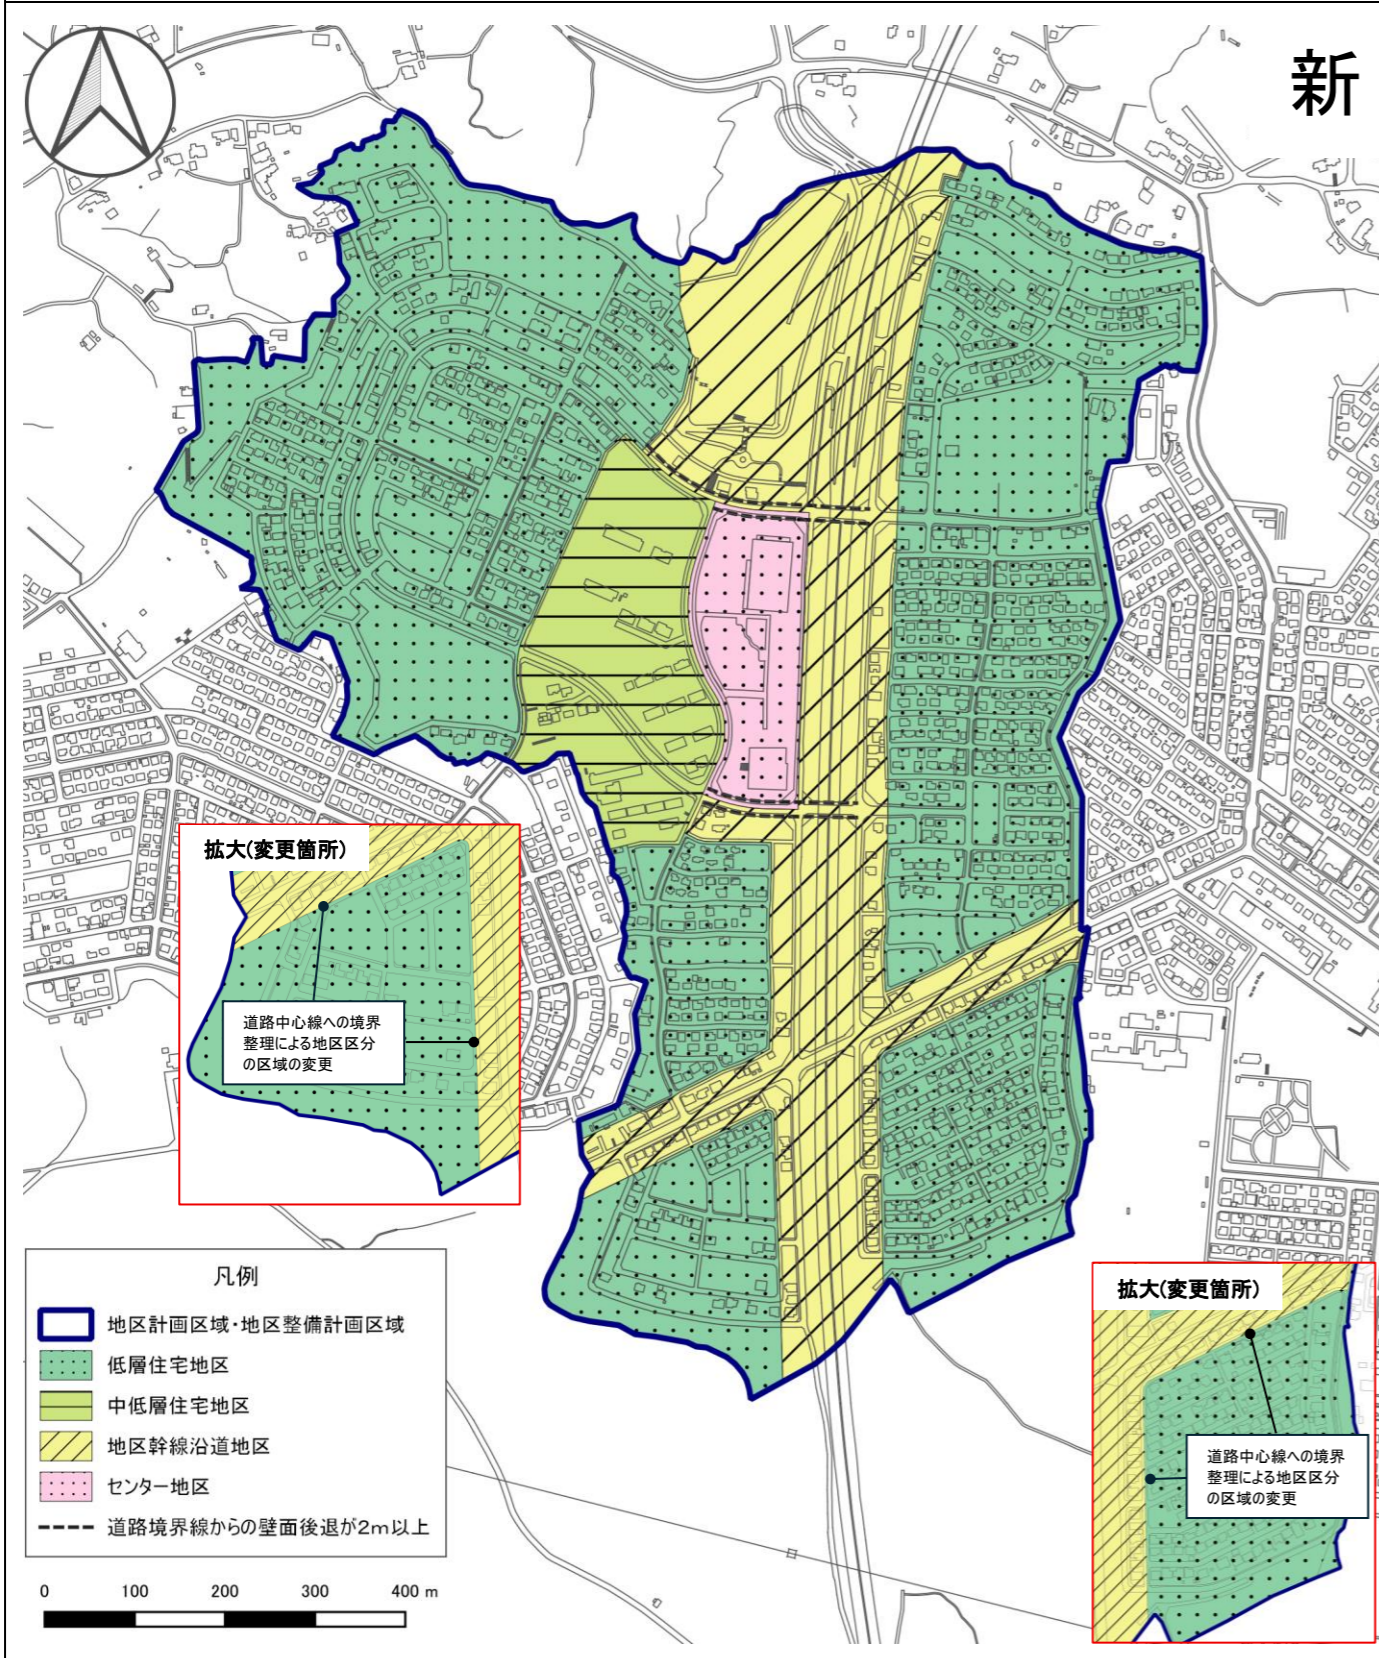 新
拡大(変更箇所)
道路中心線への境界
整理による地区区分
の区域の変更
凡例
地区計画区域・地区整備計画区域
低層住宅地区
中低層住宅地区
地区幹線沿道地区
センター地区
道路境界線からの壁面後退が2m以上
0 100 200 300 400 m
拡大(変更箇所)
道路中心線への境界
整理による地区区分
の区域の変更